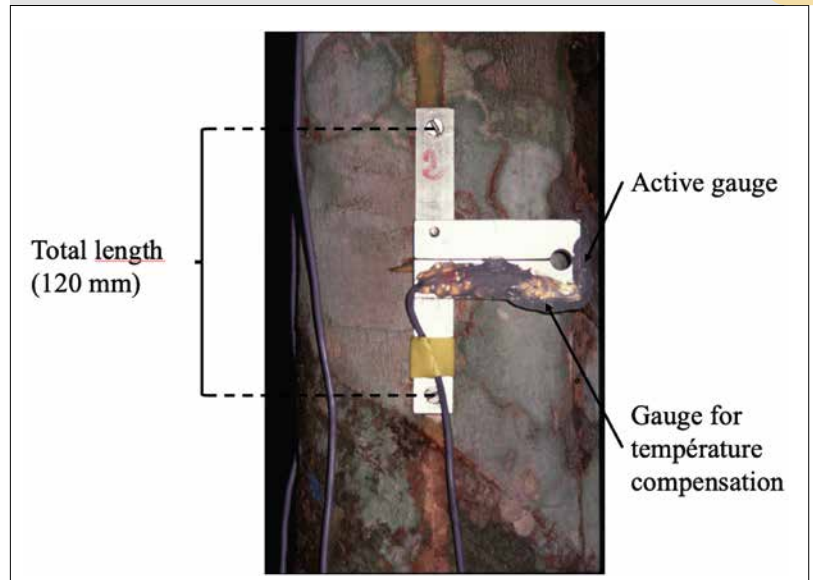 Total length
(120 mm)
Active gauge
Gauge for
température
compensation